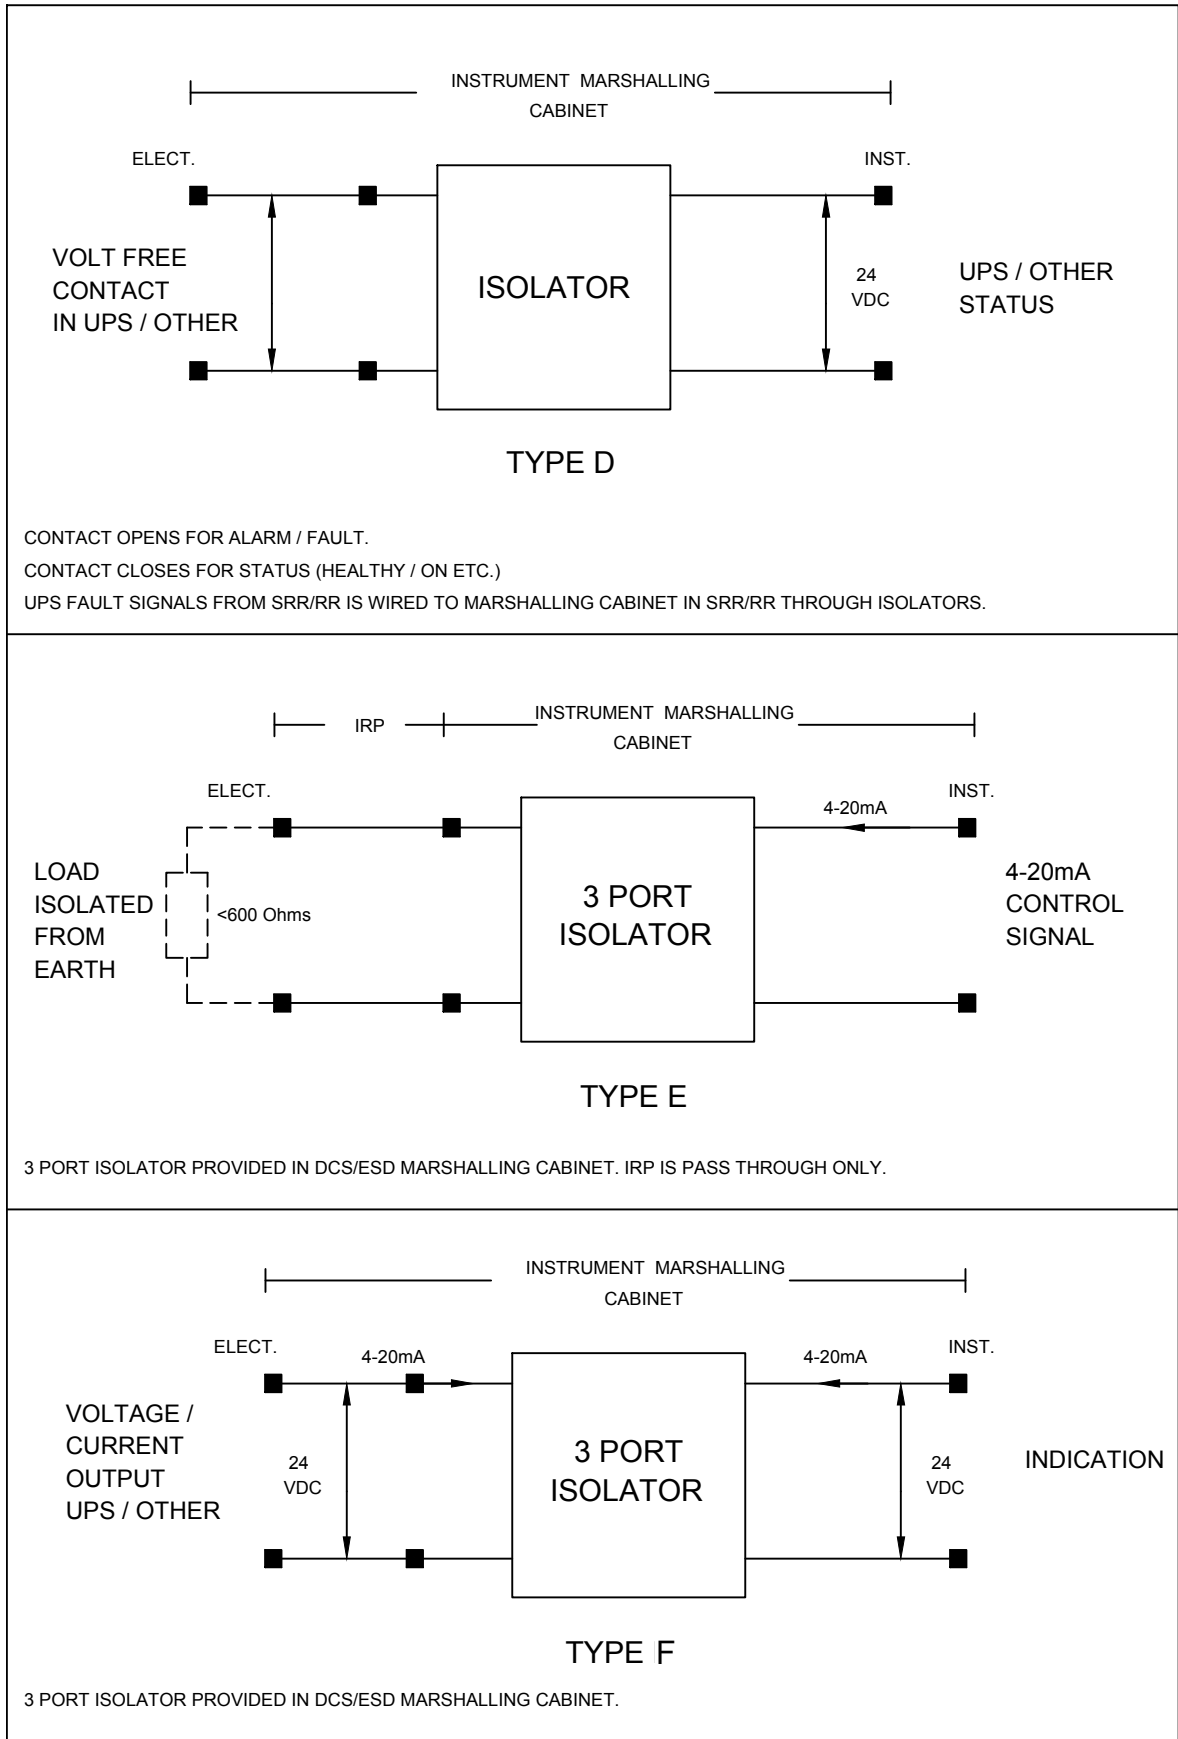 INSTRUMENT MARSHALLING
CABINET
ELECT.
INST.
VOLT FREE
CONTACT
IN UPS / OTHER
ISOLATOR
24
VDC
UPS / OTHER
STATUS
TYPE D
CONTACT OPENS FOR ALARM / FAULT.
CONTACT CLOSES FOR STATUS (HEALTHY / ON ETC.)
UPS FAULT SIGNALS FROM SRR/RR IS WIRED TO MARSHALLING CABINET IN SRR/RR THROUGH ISOLATORS.
IRP
INSTRUMENT MARSHALLING
CABINET
ELECT.
4-20mA
INST.
LOAD
ISOLATED
FROM
EARTH
<600 Ohms
3 PORT
ISOLATOR
4-20mA
CONTROL
SIGNAL
TYPE E
3 PORT ISOLATOR PROVIDED IN DCS/ESD MARSHALLING CABINET. IRP IS PASS THROUGH ONLY.
INSTRUMENT MARSHALLING
CABINET
ELECT.
4-20mA
4-20mA
INST.
VOLTAGE /
CURRENT
OUTPUT
UPS / OTHER
24
VDC
3 PORT
ISOLATOR
24
VDC
INDICATION
TYPE F
3 PORT ISOLATOR PROVIDED IN DCS/ESD MARSHALLING CABINET.